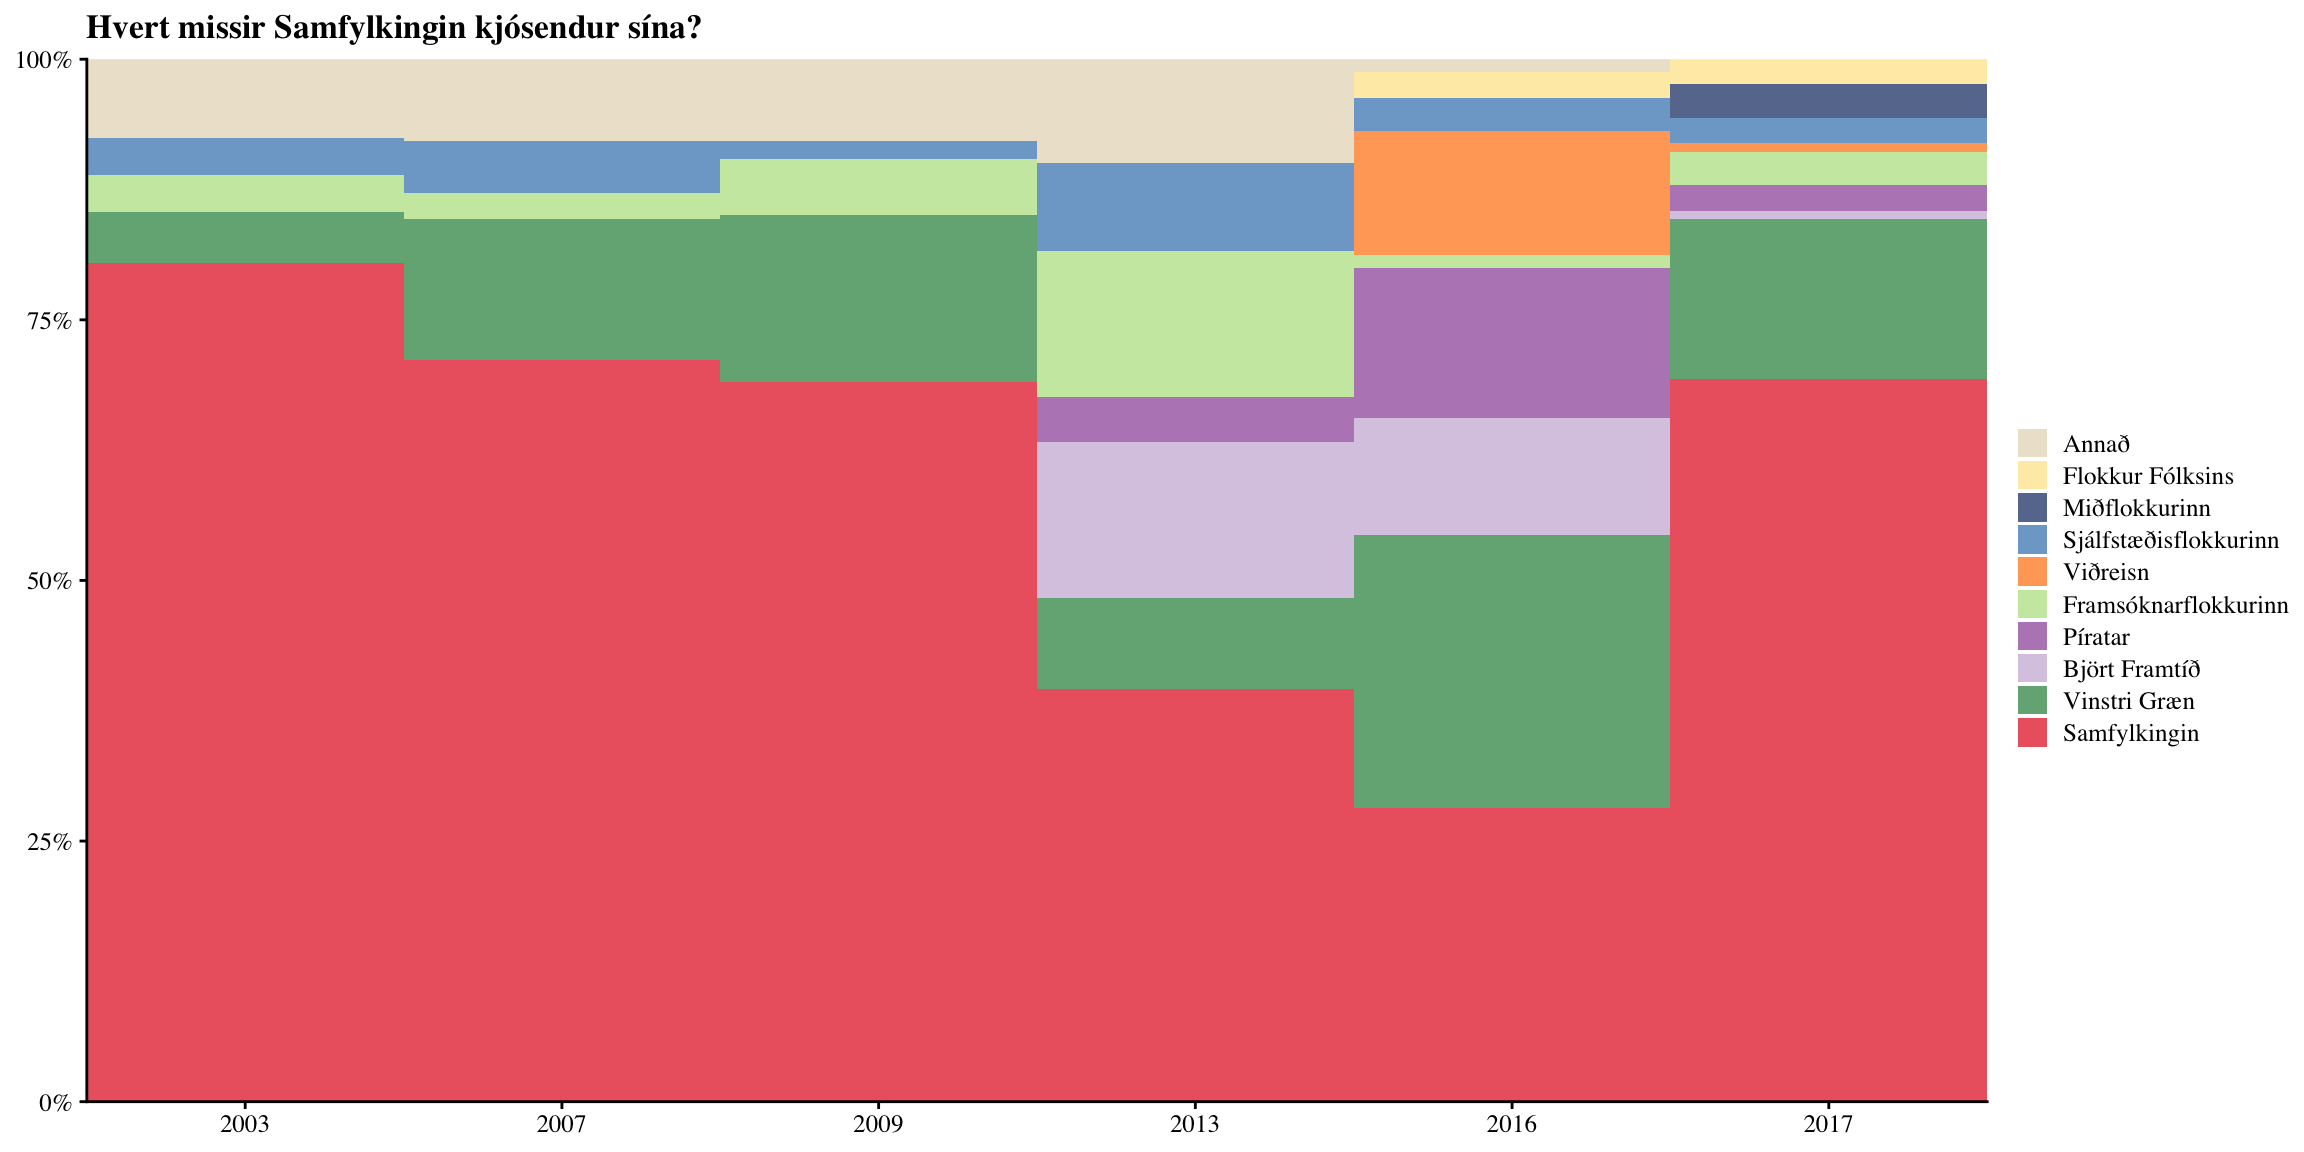 Hvert missir Samfylkingin kjósendur sína?
100%
75%
50%
25%
0%
2003
2007
2009
2013
2016
2017
Annað
Flokkur Fólksins
Miðflokkurinn
Sjálfstæðisflokkurinn
Viðreisn
Framsóknarflokkurinn
Píratar
Björt Framtíð
Vinstri Græn
Samfylkingin